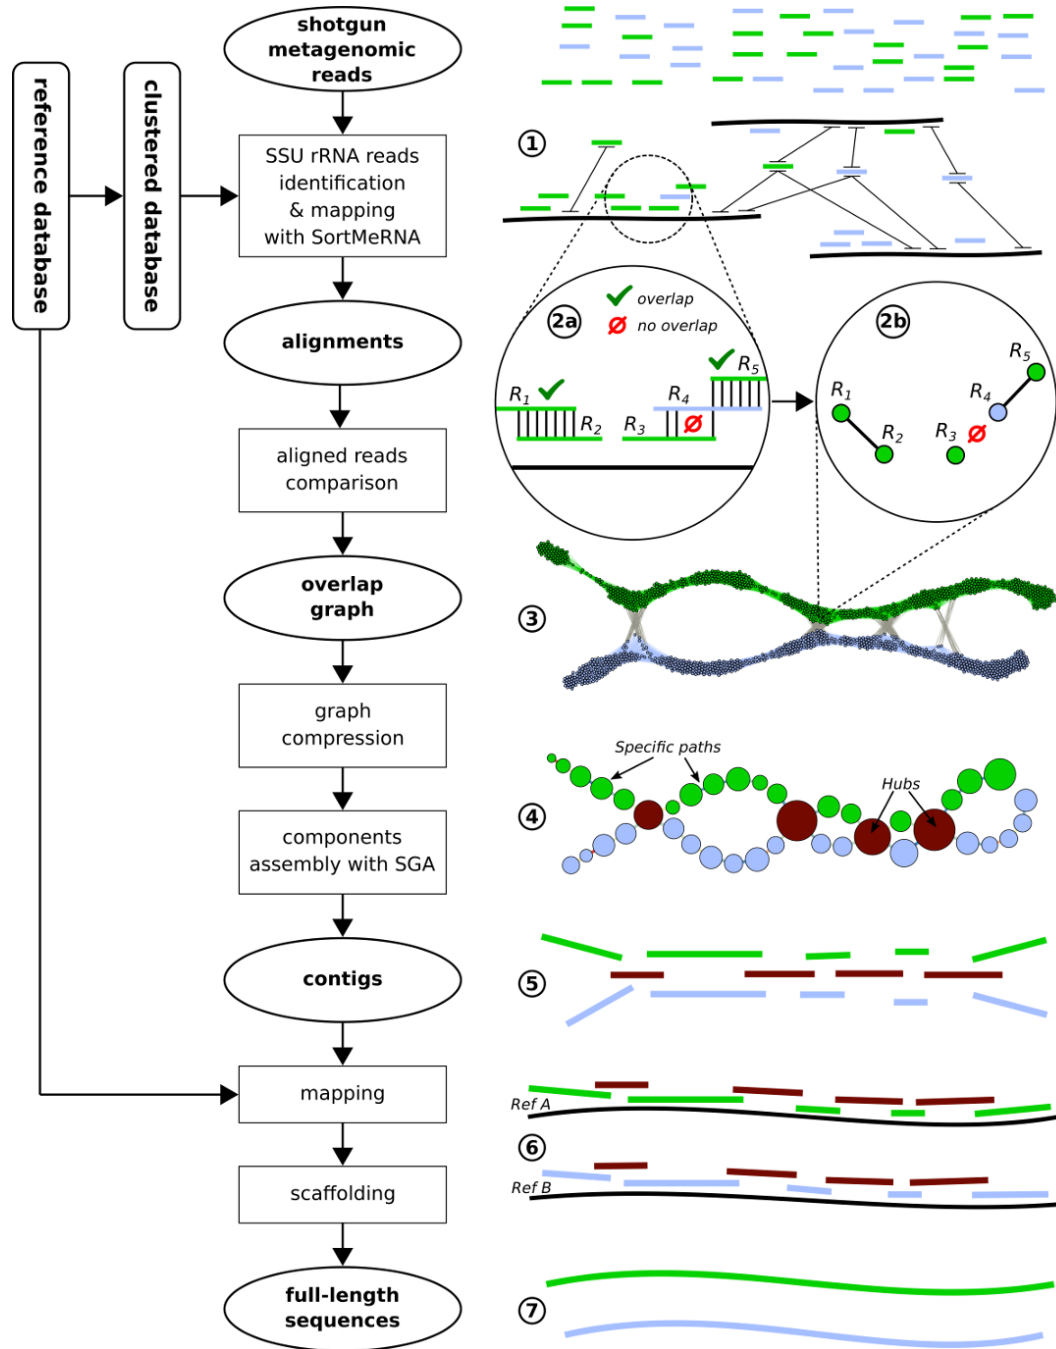 shotgun
metagenomic
reads
reference database
clustered database
SSU rRNA reads
identification
& mapping
with SortMeRNA
alignments
aligned reads
comparison
overlap
graph
graph
compression
components
assembly with SGA
contigs
mapping
scaffolding
full-length
sequences
1
2a
overlap
no overlap
R1
R2
R3
R4
R5
2b
R1
R2
R3
R4
R5
3
4
Specific paths
Hubs
5
6
Ref A
Ref B
7